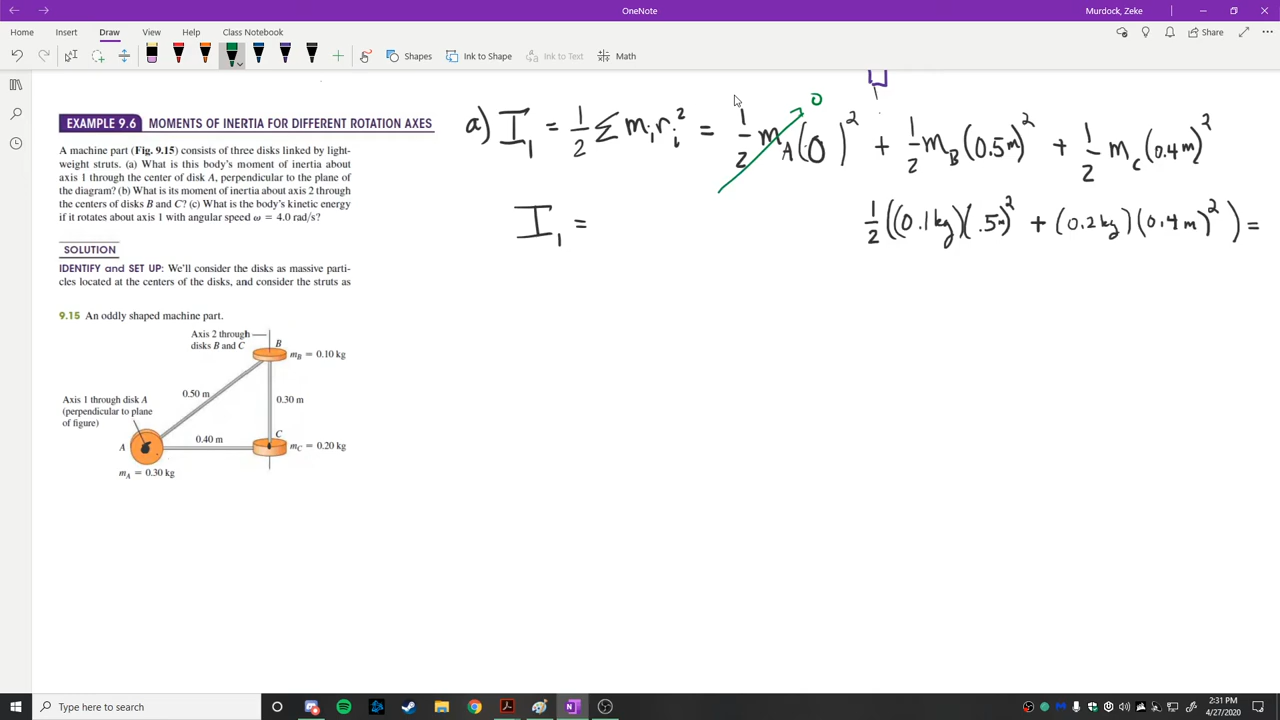 OneNote
Murdock, Zeke
Home Insert Draw View Help Class Notebook
Share
Shapes Ink to Shape Ink to Text Math
EXAMPLE 9.6 MOMENTS OF INERTIA FOR DIFFERENT ROTATION AXES
A machine part (Fig. 9.15) consists of three disks linked by light-
weight struts. (a) What is this body's moment of inertia about
axis 1 through the center of disk A, perpendicular to the plane of
the diagram? (b) What is its moment of inertia about axis 2 through
the centers of disks B and C? (c) What is the body's kinetic energy
if it rotates about axis 1 with angular speed ω = 4.0 rad/s?
SOLUTION
IDENTIFY and SET UP: We'll consider the disks as massive parti-
cles located at the centers of the disks, and consider the struts as
9.15 An oddly shaped machine part.
Axis 2 through
disks B and C
B
m_B = 0.10 kg
0.50 m
0.30 m
Axis 1 through disk A
(perpendicular to plane
of figure)
A
0.40 m
C
m_C = 0.20 kg
m_A = 0.30 kg
a) I₁ = 1/2 Σ mᵢrᵢ² = 1/2 m_A(0)² + 1/2 m_B(0.5m)² + 1/2 m_C(0.4m)²
0
I₁ = 1/2((0.1kg)(.5m)² + (0.2kg)(0.4m)²) =
Type here to search
2:31 PM
4/27/2020